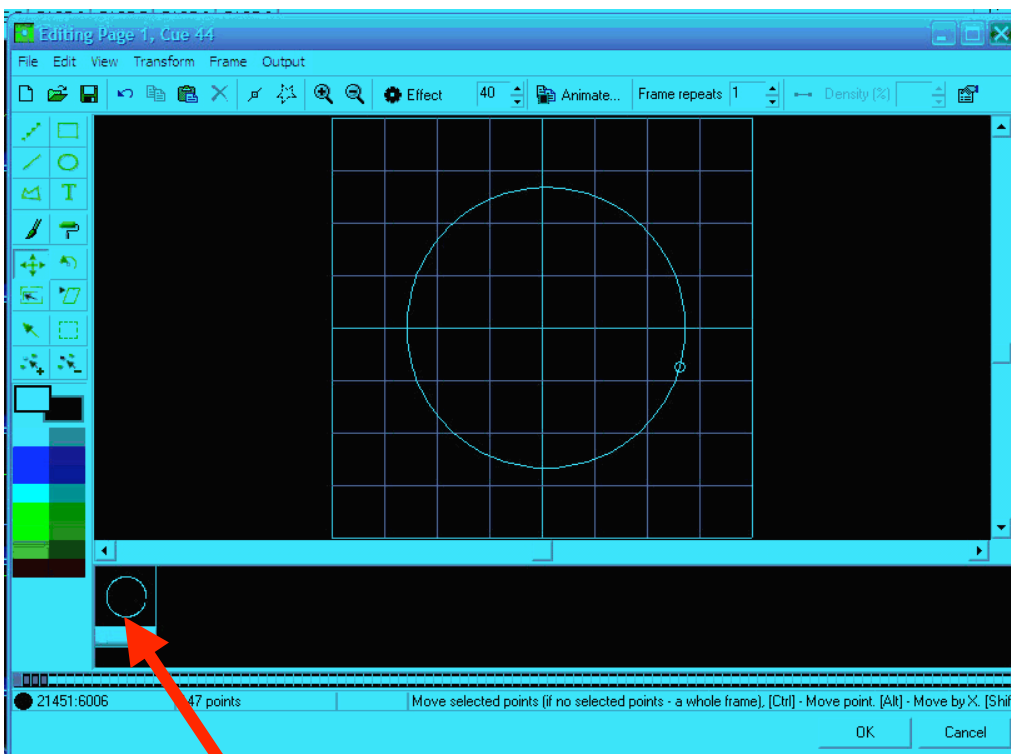 Editing Page 1, Cue 44
File Edit View Transform Frame Output
Effect 40 Animate... Frame repeats 1 Density (%)
T
21451:6006 47 points Move selected points (if no selected points - a whole frame), [Ctrl] - Move point. [Alt] - Move by X. [Shif
OK Cancel